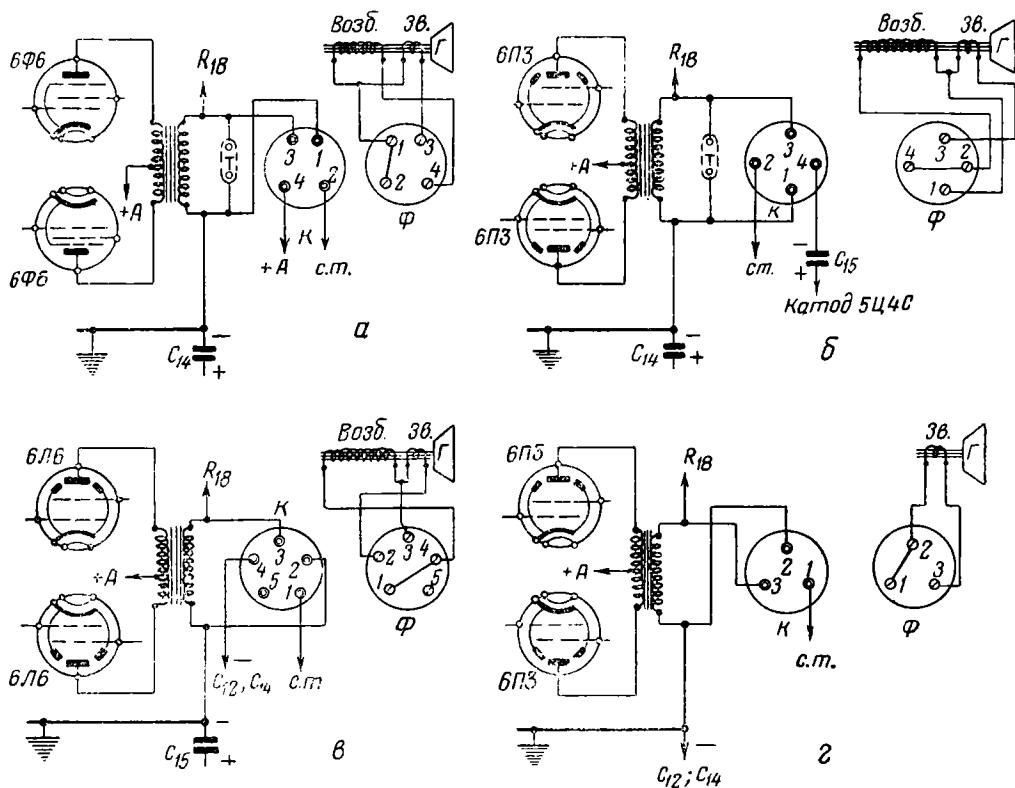 6Ф6
R18
Возб. Зв.
Г
Т
3 1
4 2
1 3
2 4
+А
К
Ф
+А с.т.
6Ф6
C14
−
+
а
6П3
R18
Возб. Зв.
Г
Т
3
2 4
1
К
3
4 2
1
Ф
+А
6П3
ст.
−
+
C15
Катод 5Ц4С
C14
−
+
б
6Л6
R18
Возб. Зв.
Г
К
3
4 2
5 1
3
2 4
1 5
Ф
+А
6Л6
−
C12, C14
с.т
C15
−
+
в
6П3
R18
Зв.
Г
2
3 1
К
2
1 3
Ф
+А
с.т.
6П3
−
C12; C14
г